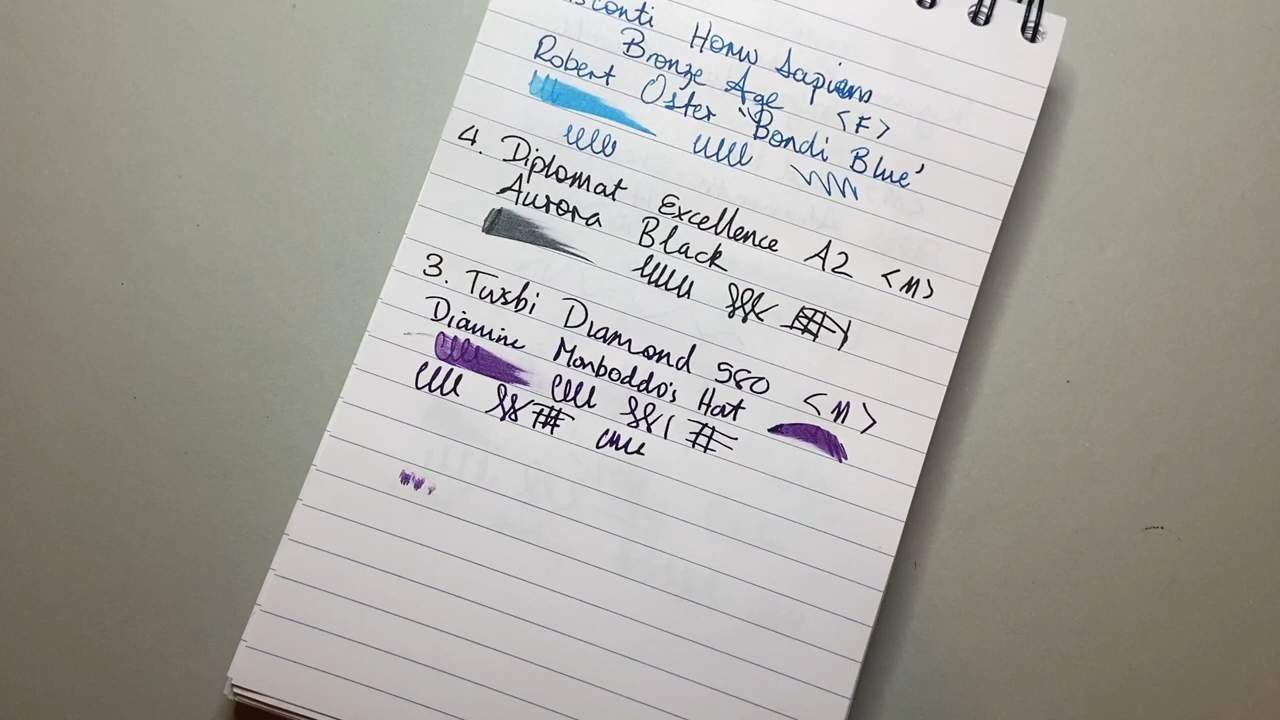 Homo Sapiens
Bronze Age <F>
Robert Oster 'Bondi Blue'
4. Diplomat Excellence A2 <M>
Aurora Black
3. Twsbi Diamond 580 <M>
Diamine Monboddo's Hat